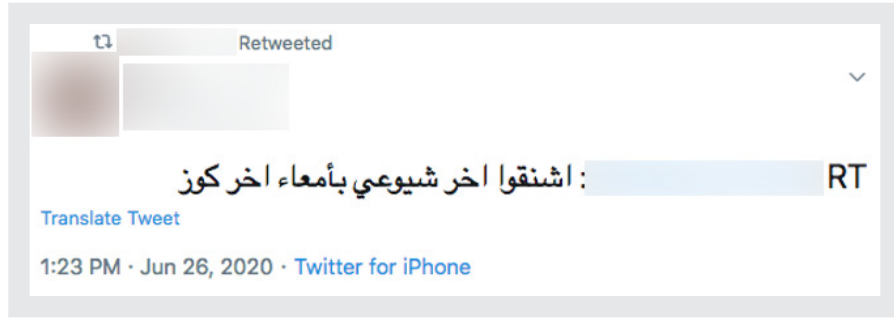 Retweeted
RT : اشنقوا اخر شيوعي بأمعاء اخر كوز
Translate Tweet
1:23 PM · Jun 26, 2020 · Twitter for iPhone